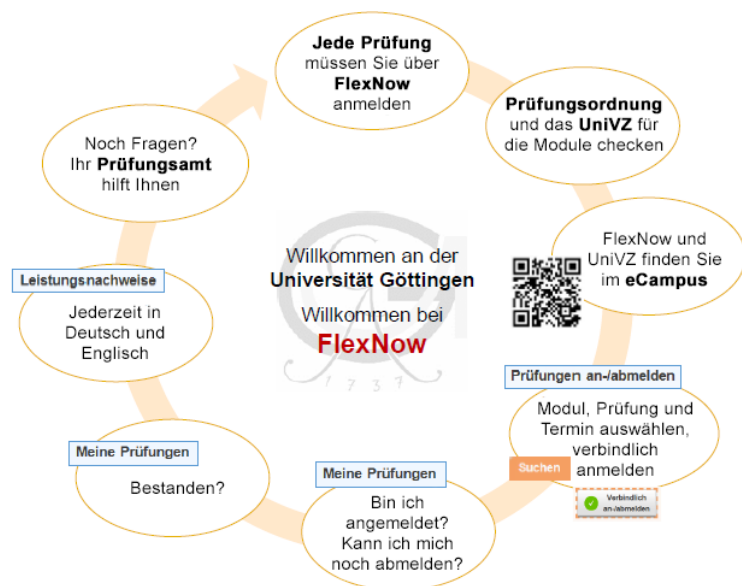 Jede Prüfung
müssen Sie über
FlexNow
anmelden
Prüfungsordnung
und das UniVZ für
die Module checken
FlexNow und
UniVZ finden Sie
im eCampus
Prüfungen an-/abmelden
Modul, Prüfung und
Termin auswählen,
verbindlich
anmelden
Suchen
Verbindlich
an-/abmelden
Meine Prüfungen
Bin ich
angemeldet?
Kann ich mich
noch abmelden?
Meine Prüfungen
Bestanden?
Leistungsnachweise
Jederzeit in
Deutsch und
Englisch
Noch Fragen?
Ihr Prüfungsamt
hilft Ihnen
Willkommen an der
Universität Göttingen
Willkommen bei
FlexNow
1737